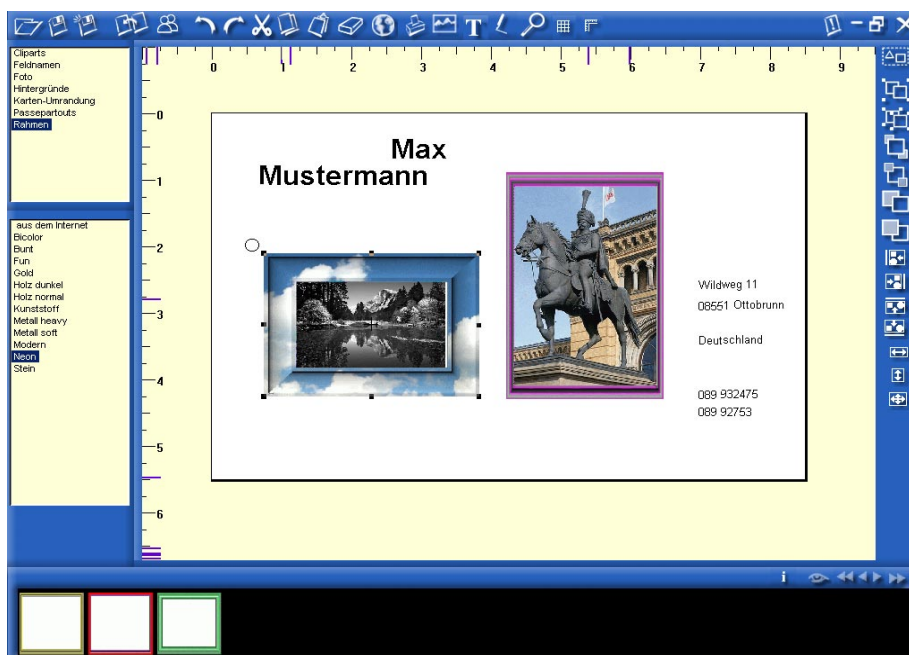 T
0 1 2 3 4 5 6 7 8 9
Cliparts
Feldnamen
Foto
Hintergründe
Karten-Umrandung
Passepartouts
Rahmen
aus dem Internet
Bicolor
Bunt
Fun
Gold
Holz dunkel
Holz normal
Kunststoff
Metall heavy
Metall soft
Modern
Neon
Stein
0
1
2
3
4
5
6
Max
Mustermann
Wildweg 11
08551 Ottobrunn
Deutschland
089 932475
089 92753
i